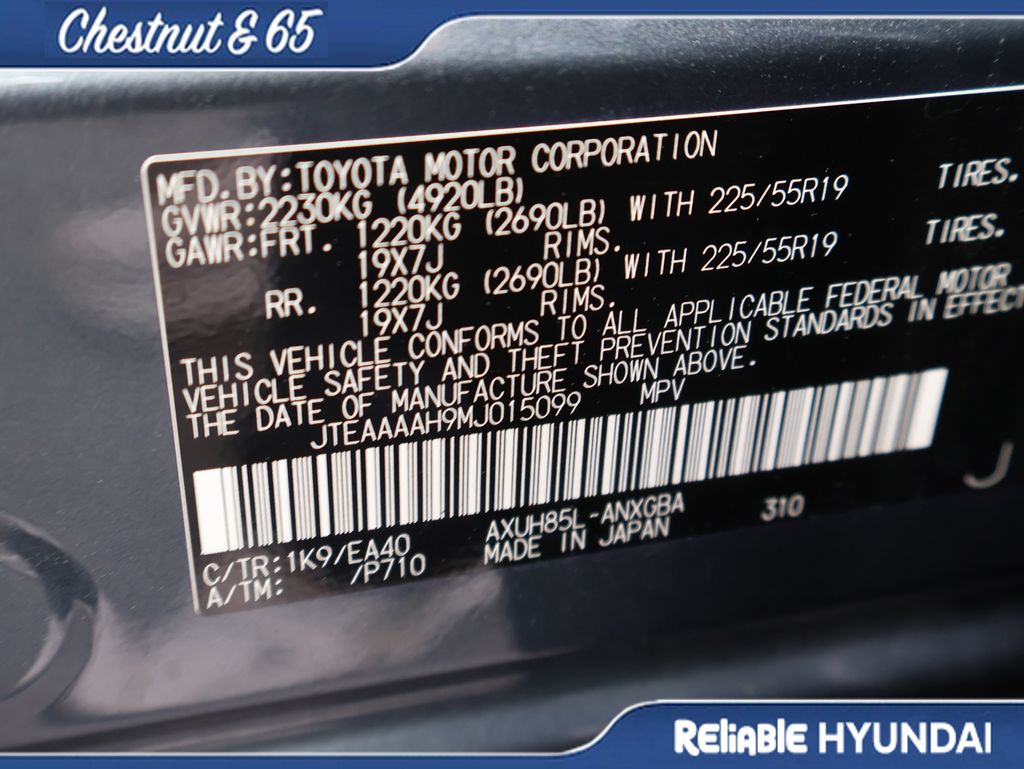 Chestnut & 65
MFD.BY:TOYOTA MOTOR CORPORATION
GVWR:2230KG (4920LB)
GAWR:FRT. 1220KG (2690LB) WITH 225/55R19 TIRES.
19X7J RIMS.
RR. 1220KG (2690LB) WITH 225/55R19 TIRES.
19X7J RIMS.
THIS VEHICLE CONFORMS TO ALL APPLICABLE FEDERAL MOTOR
VEHICLE SAFETY AND THEFT PREVENTION STANDARDS IN EFFECT
THE DATE OF MANUFACTURE SHOWN ABOVE.
JTEAAAAH9MJ015099 MPV
J
C/TR:1K9/EA40 AXUH85L-ANXGBA 310
A/TM: /P710 MADE IN JAPAN
Reliable HYUNDAI